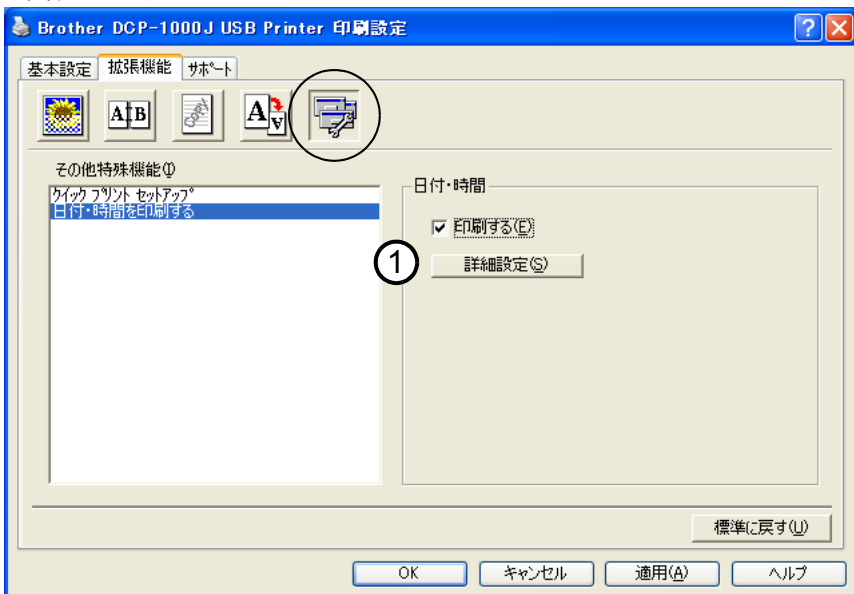 Brother DCP-1000J USB Printer 印刷設定
基本設定 拡張機能 サポート
A B COPY A A
その他特殊機能(I)
クイック プリント セットアップ
日付・時間を印刷する
日付・時間
印刷する(E)
1 詳細設定(S)
標準に戻す(U)
OK キャンセル 適用(A) ヘルプ